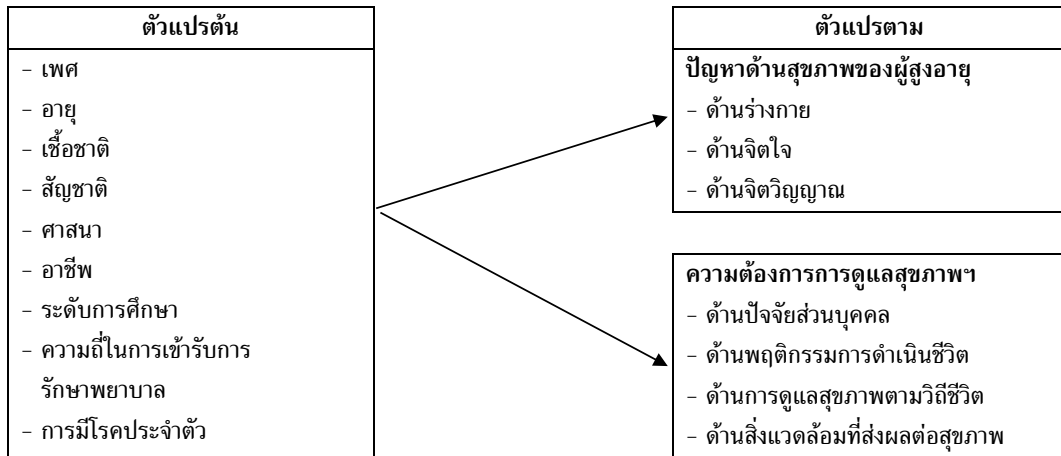 ตัวแปรต้น
- เพศ
- อายุ
- เชื้อชาติ
- สัญชาติ
- ศาสนา
- อาชีพ
- ระดับการศึกษา
- ความถี่ในการเข้ารับการ
รักษาพยาบาล
- การมีโรคประจำตัว
ตัวแปรตาม
ปัญหาด้านสุขภาพของผู้สูงอายุ
- ด้านร่างกาย
- ด้านจิตใจ
- ด้านจิตวิญญาณ
ความต้องการการดูแลสุขภาพฯ
- ด้านปัจจัยส่วนบุคคล
- ด้านพฤติกรรมการดำเนินชีวิต
- ด้านการดูแลสุขภาพตามวิถีชีวิต
- ด้านสิ่งแวดล้อมที่ส่งผลต่อสุขภาพ